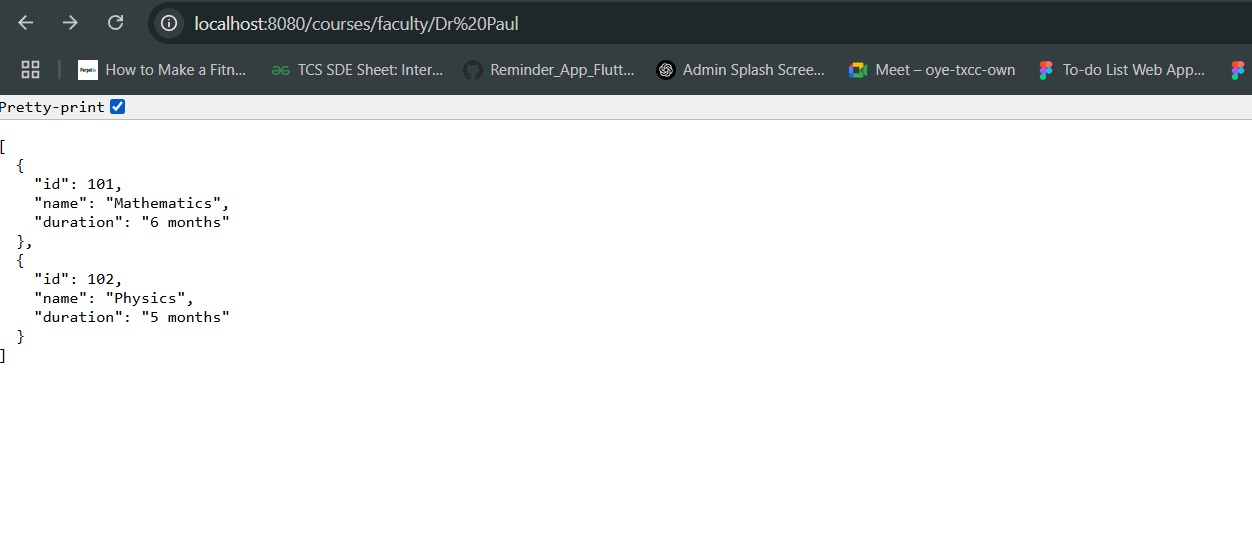 localhost:8080/courses/faculty/Dr%20Paul
How to Make a Fitn... TCS SDE Sheet: Inter... Reminder_App_Flutt... Admin Splash Scree... Meet – oye-txcc-own To-do List Web App...
Pretty-print
[
  {
    "id": 101,
    "name": "Mathematics",
    "duration": "6 months"
  },
  {
    "id": 102,
    "name": "Physics",
    "duration": "5 months"
  }
]